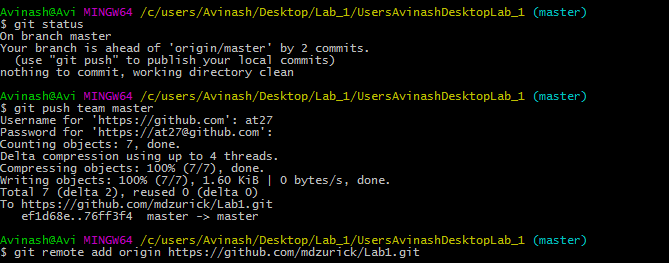 Avinash@Avi MINGW64 /c/users/Avinash/Desktop/Lab_1/UsersAvinashDesktopLab_1 (master)
$ git status
On branch master
Your branch is ahead of 'origin/master' by 2 commits.
  (use "git push" to publish your local commits)
nothing to commit, working directory clean

Avinash@Avi MINGW64 /c/users/Avinash/Desktop/Lab_1/UsersAvinashDesktopLab_1 (master)
$ git push team master
Username for 'https://github.com': at27
Password for 'https://at27@github.com':
Counting objects: 7, done.
Delta compression using up to 4 threads.
Compressing objects: 100% (7/7), done.
Writing objects: 100% (7/7), 1.60 KiB | 0 bytes/s, done.
Total 7 (delta 2), reused 0 (delta 0)
To https://github.com/mdzurick/Lab1.git
   ef1d68e..76ff3f4  master -> master

Avinash@Avi MINGW64 /c/users/Avinash/Desktop/Lab_1/UsersAvinashDesktopLab_1 (master)
$ git remote add origin https://github.com/mdzurick/Lab1.git